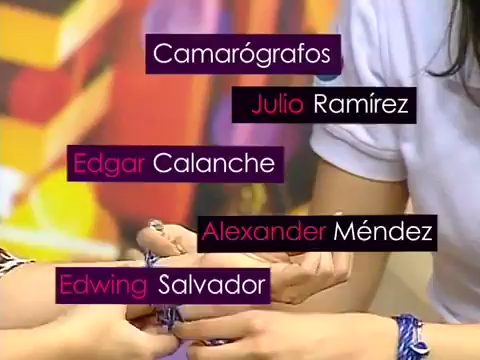 Camarógrafos
Julio Ramírez
Edgar Calanche
Alexander Méndez
Edwing Salvador